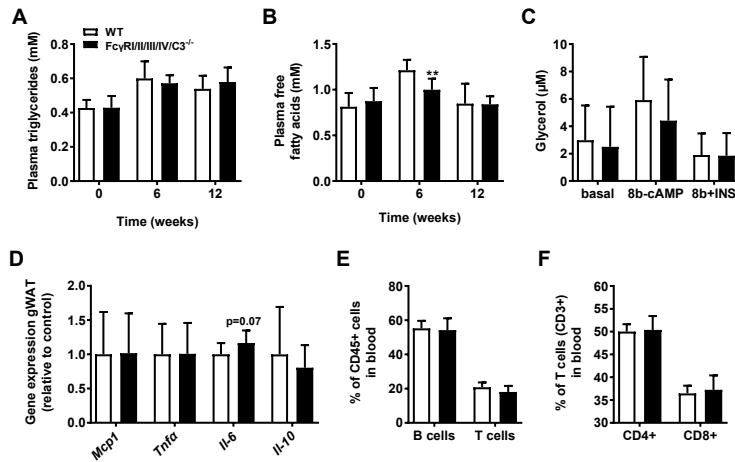 A
WT
FcγRI/II/III/IV/C3-/-
Plasma triglycerides (mM)
0.8
0.6
0.4
0.2
0.0
0
6
12
Time (weeks)
B
Plasma free
fatty acids (mM)
1.5
1.0
0.5
0.0
**
0
6
12
Time (weeks)
C
Glycerol (µM)
10
8
6
4
2
0
basal
8b-cAMP
8b+INS
D
Gene expression gWAT
(relative to control)
2.0
1.5
1.0
0.5
0.0
p=0.07
Mcp1
Tnfα
Il-6
Il-10
E
% of CD45+ cells
in blood
80
60
40
20
0
B cells
T cells
F
% of T cells (CD3+)
in blood
60
55
50
45
40
35
30
CD4+
CD8+